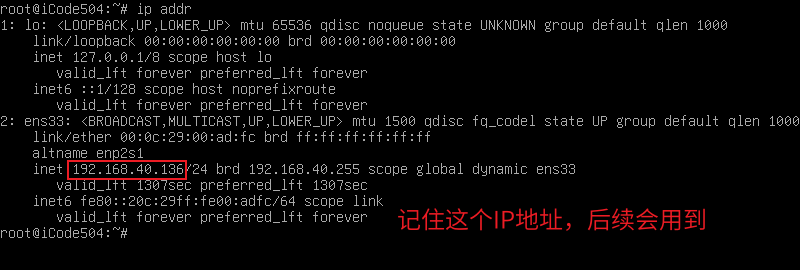 root@iCode504:~# ip addr
1: lo: <LOOPBACK,UP,LOWER_UP> mtu 65536 qdisc noqueue state UNKNOWN group default qlen 1000
    link/loopback 00:00:00:00:00:00 brd 00:00:00:00:00:00
    inet 127.0.0.1/8 scope host lo
       valid_lft forever preferred_lft forever
    inet6 ::1/128 scope host noprefixroute
       valid_lft forever preferred_lft forever
2: ens33: <BROADCAST,MULTICAST,UP,LOWER_UP> mtu 1500 qdisc fq_codel state UP group default qlen 1000
    link/ether 00:0c:29:00:ad:fc brd ff:ff:ff:ff:ff:ff
    altname enp2s1
    inet 192.168.40.136/24 brd 192.168.40.255 scope global dynamic ens33
       valid_lft 1307sec preferred_lft 1307sec
    inet6 fe80::20c:29ff:fe00:adfc/64 scope link
       valid_lft forever preferred_lft forever
记住这个IP地址，后续会用到
root@iCode504:~#